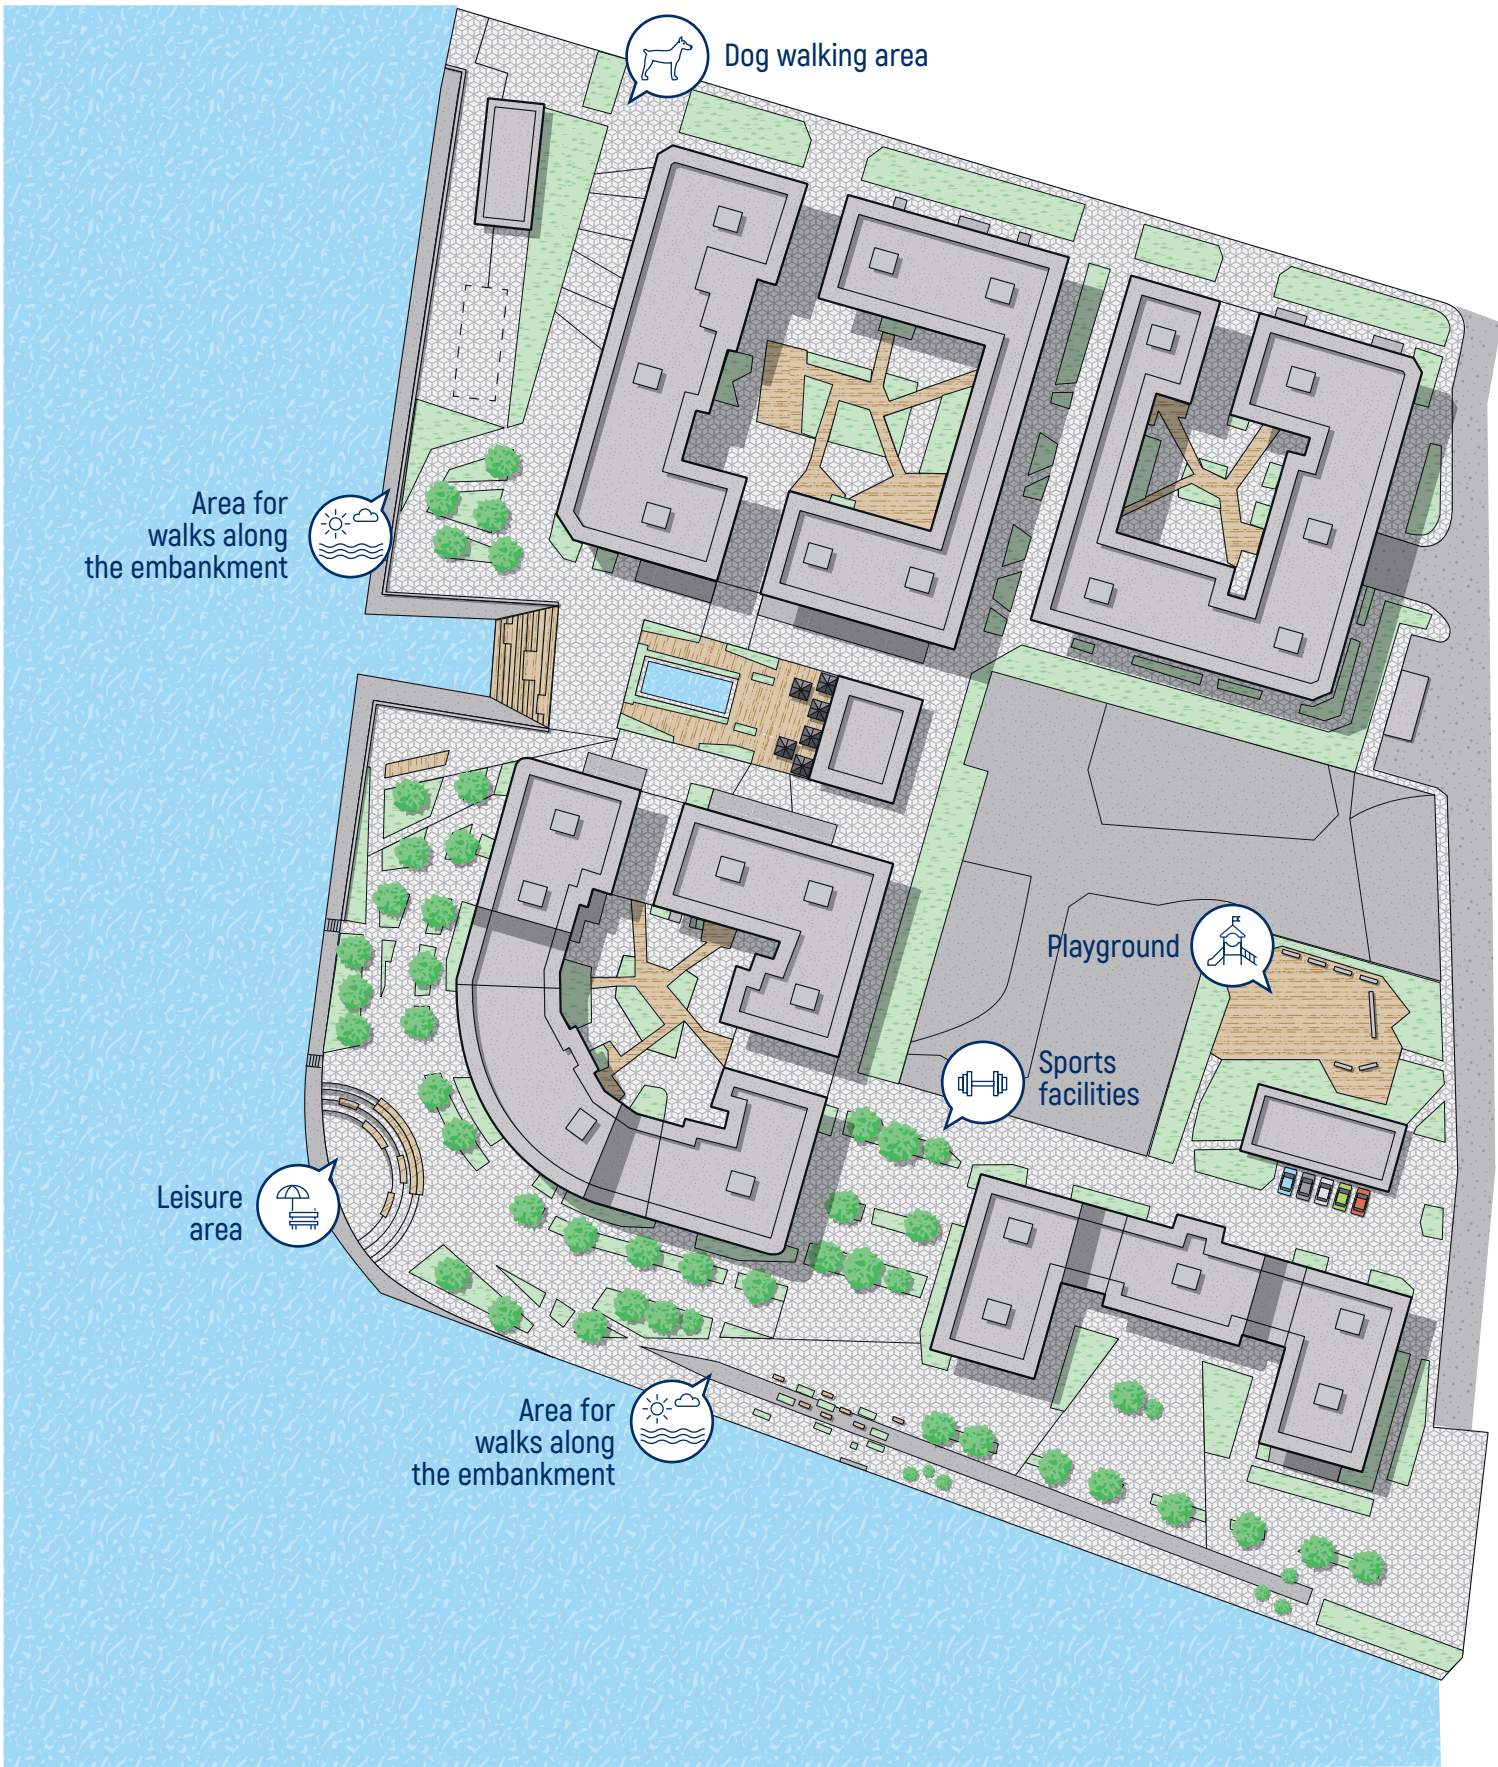 Dog walking area
Area for
walks along
the embankment
Playground
Sports
facilities
Leisure
area
Area for
walks along
the embankment